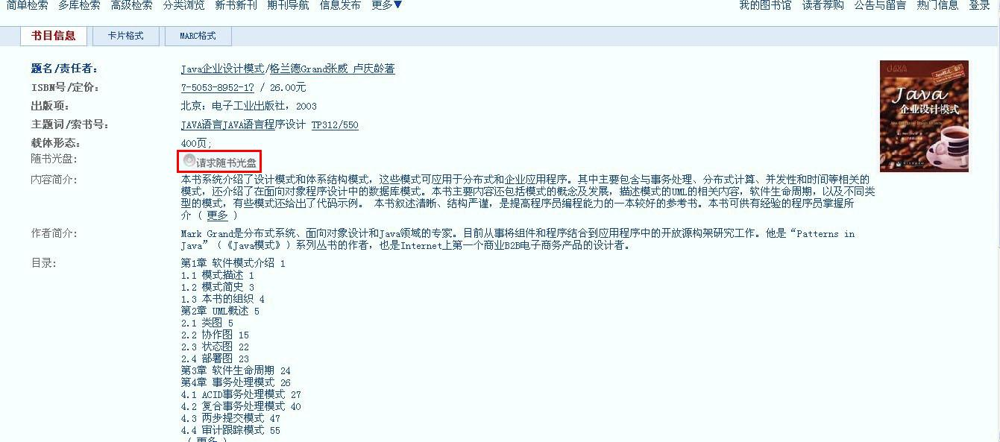 简单检索 多库检索 高级检索 分类浏览 新书新刊 期刊导航 信息发布 更多▼ 我的图书馆 读者荐购 公告与留言 热门信息 登录
书目信息 卡片格式 MARC格式
题名/责任者: Java企业设计模式/格兰德Grand张威 卢庆龄著
ISBN号/定价: 7-5053-8952-1? / 26.00元
出版项: 北京: 电子工业出版社, 2003
主题词/索书号: JAVA语言JAVA语言程序设计 TP312/550
载体形态: 400页;
随书光盘: 请求随书光盘
内容简介: 本书系统介绍了设计模式和体系结构模式，这些模式可应用于分布式和企业应用程序。其中主要包含与事务处理、分布式计算、并发性和时间等相关的
模式，还介绍了在面向对象程序设计中的数据库模式。本书主要内容还包括模式的概念及发展，描述模式的UML的相关内容，软件生命周期，以及不同类
型的模式，有些模式还给出了代码示例。 本书叙述清晰、结构严谨，是提高程序员编程能力的一本较好的参考书。本书可供有经验的程序员掌握所
介 ( 更多 )
作者简介: Mark Grand是分布式系统、面向对象设计和Java领域的专家。目前从事将组件和程序结合到应用程序中的开放源构架研究工作。他是“Patterns in
Java”（《Java模式》）系列丛书的作者，也是Internet上第一个商业B2B电子商务产品的设计者。
目录: 第1章 软件模式介绍 1
1.1 模式描述 1
1.2 模式简史 3
1.3 本书的组织 4
第2章 UML概述 5
2.1 类图 5
2.2 协作图 15
2.3 状态图 22
2.4 部署图 23
第3章 软件生命周期 24
第4章 事务处理模式 26
4.1 ACID事务处理模式 27
4.2 复合事务处理模式 40
4.3 两步提交模式 47
4.4 审计跟踪模式 55
( 更多 )
JAVA
Java
企业设计模式